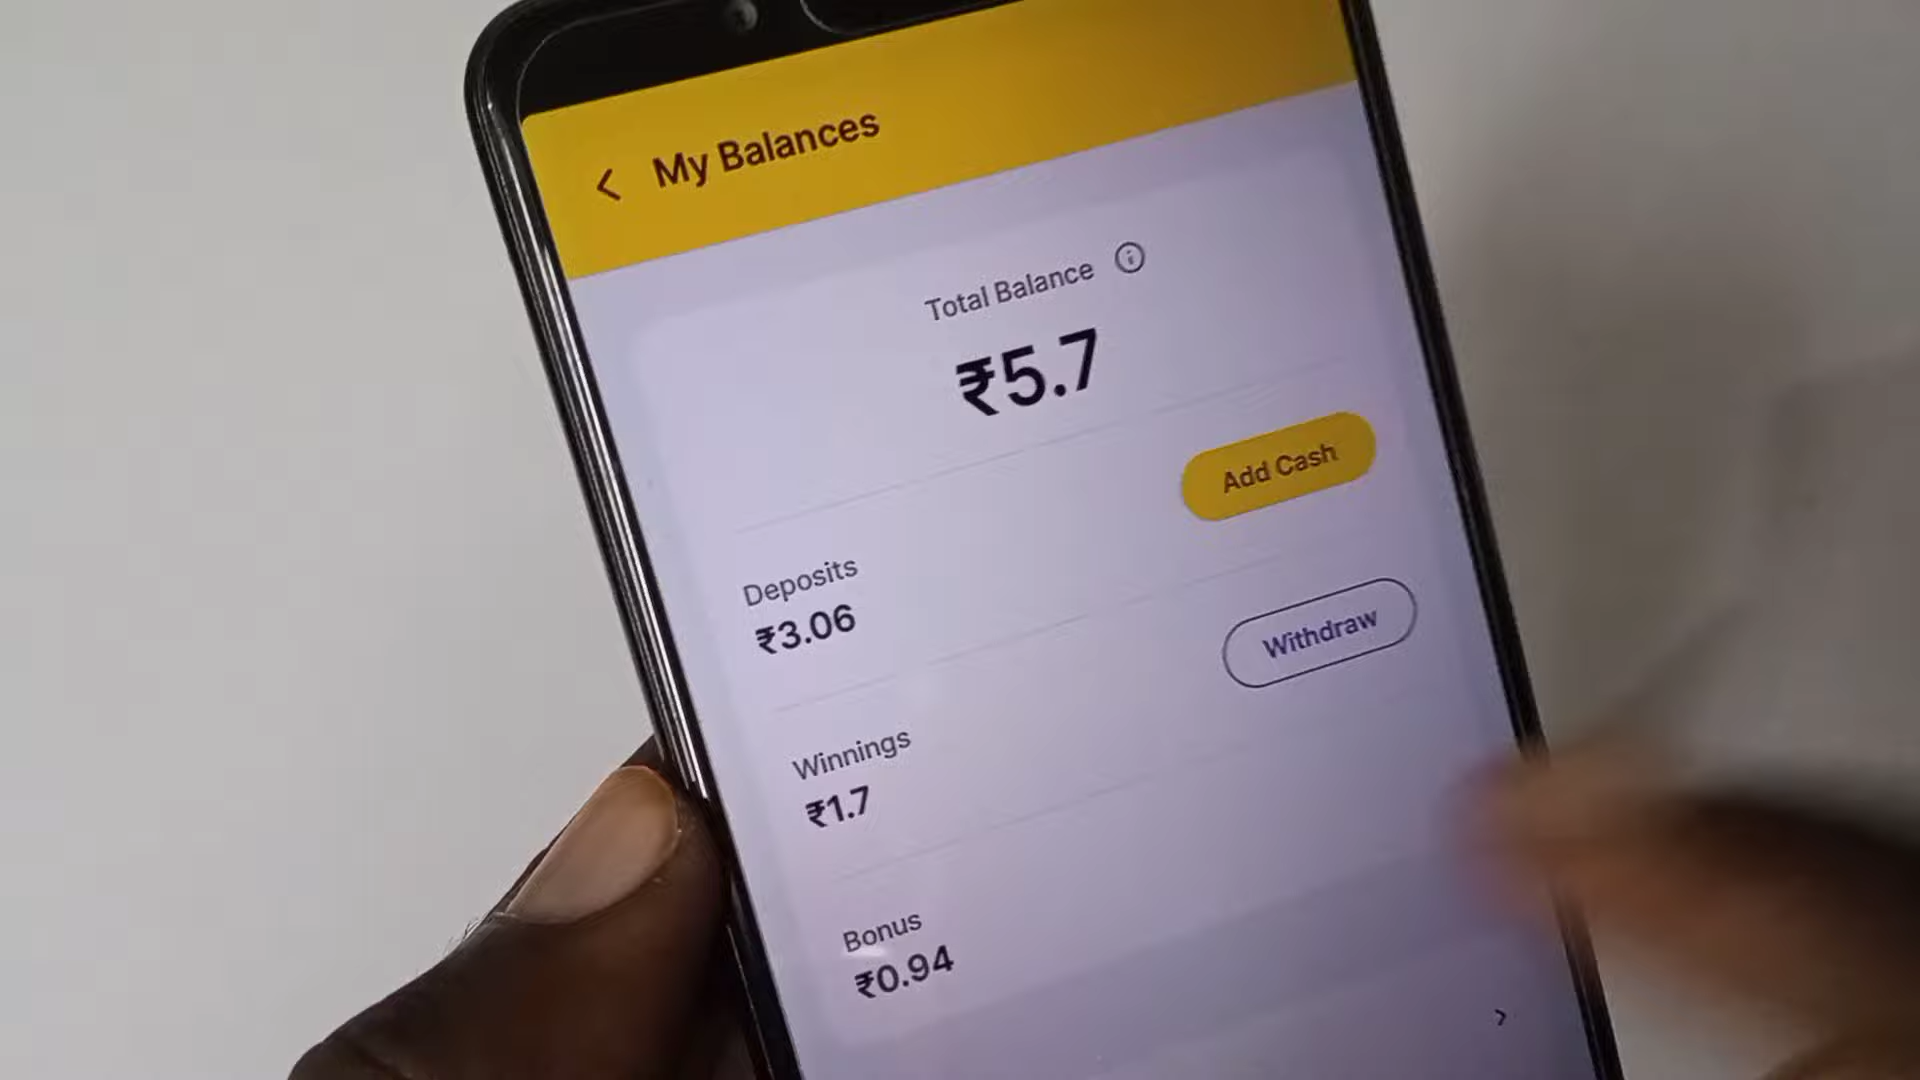 My Balances
Total Balance
₹5.7
Add Cash
Deposits
₹3.06
Withdraw
Winnings
₹1.7
Bonus
₹0.94